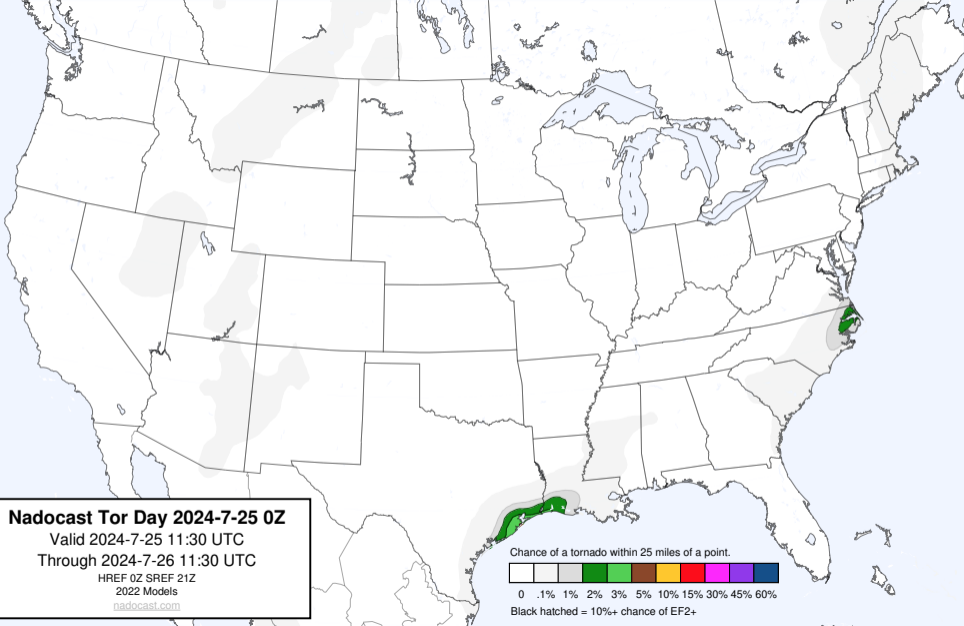 Nadocast Tor Day 2024-7-25 0Z
Valid 2024-7-25 11:30 UTC
Through 2024-7-26 11:30 UTC
HREF 0Z SREF 21Z
2022 Models
nadocast.com
Chance of a tornado within 25 miles of a point.
0 .1% 1% 2% 3% 5% 10% 15% 30% 45% 60%
Black hatched = 10%+ chance of EF2+